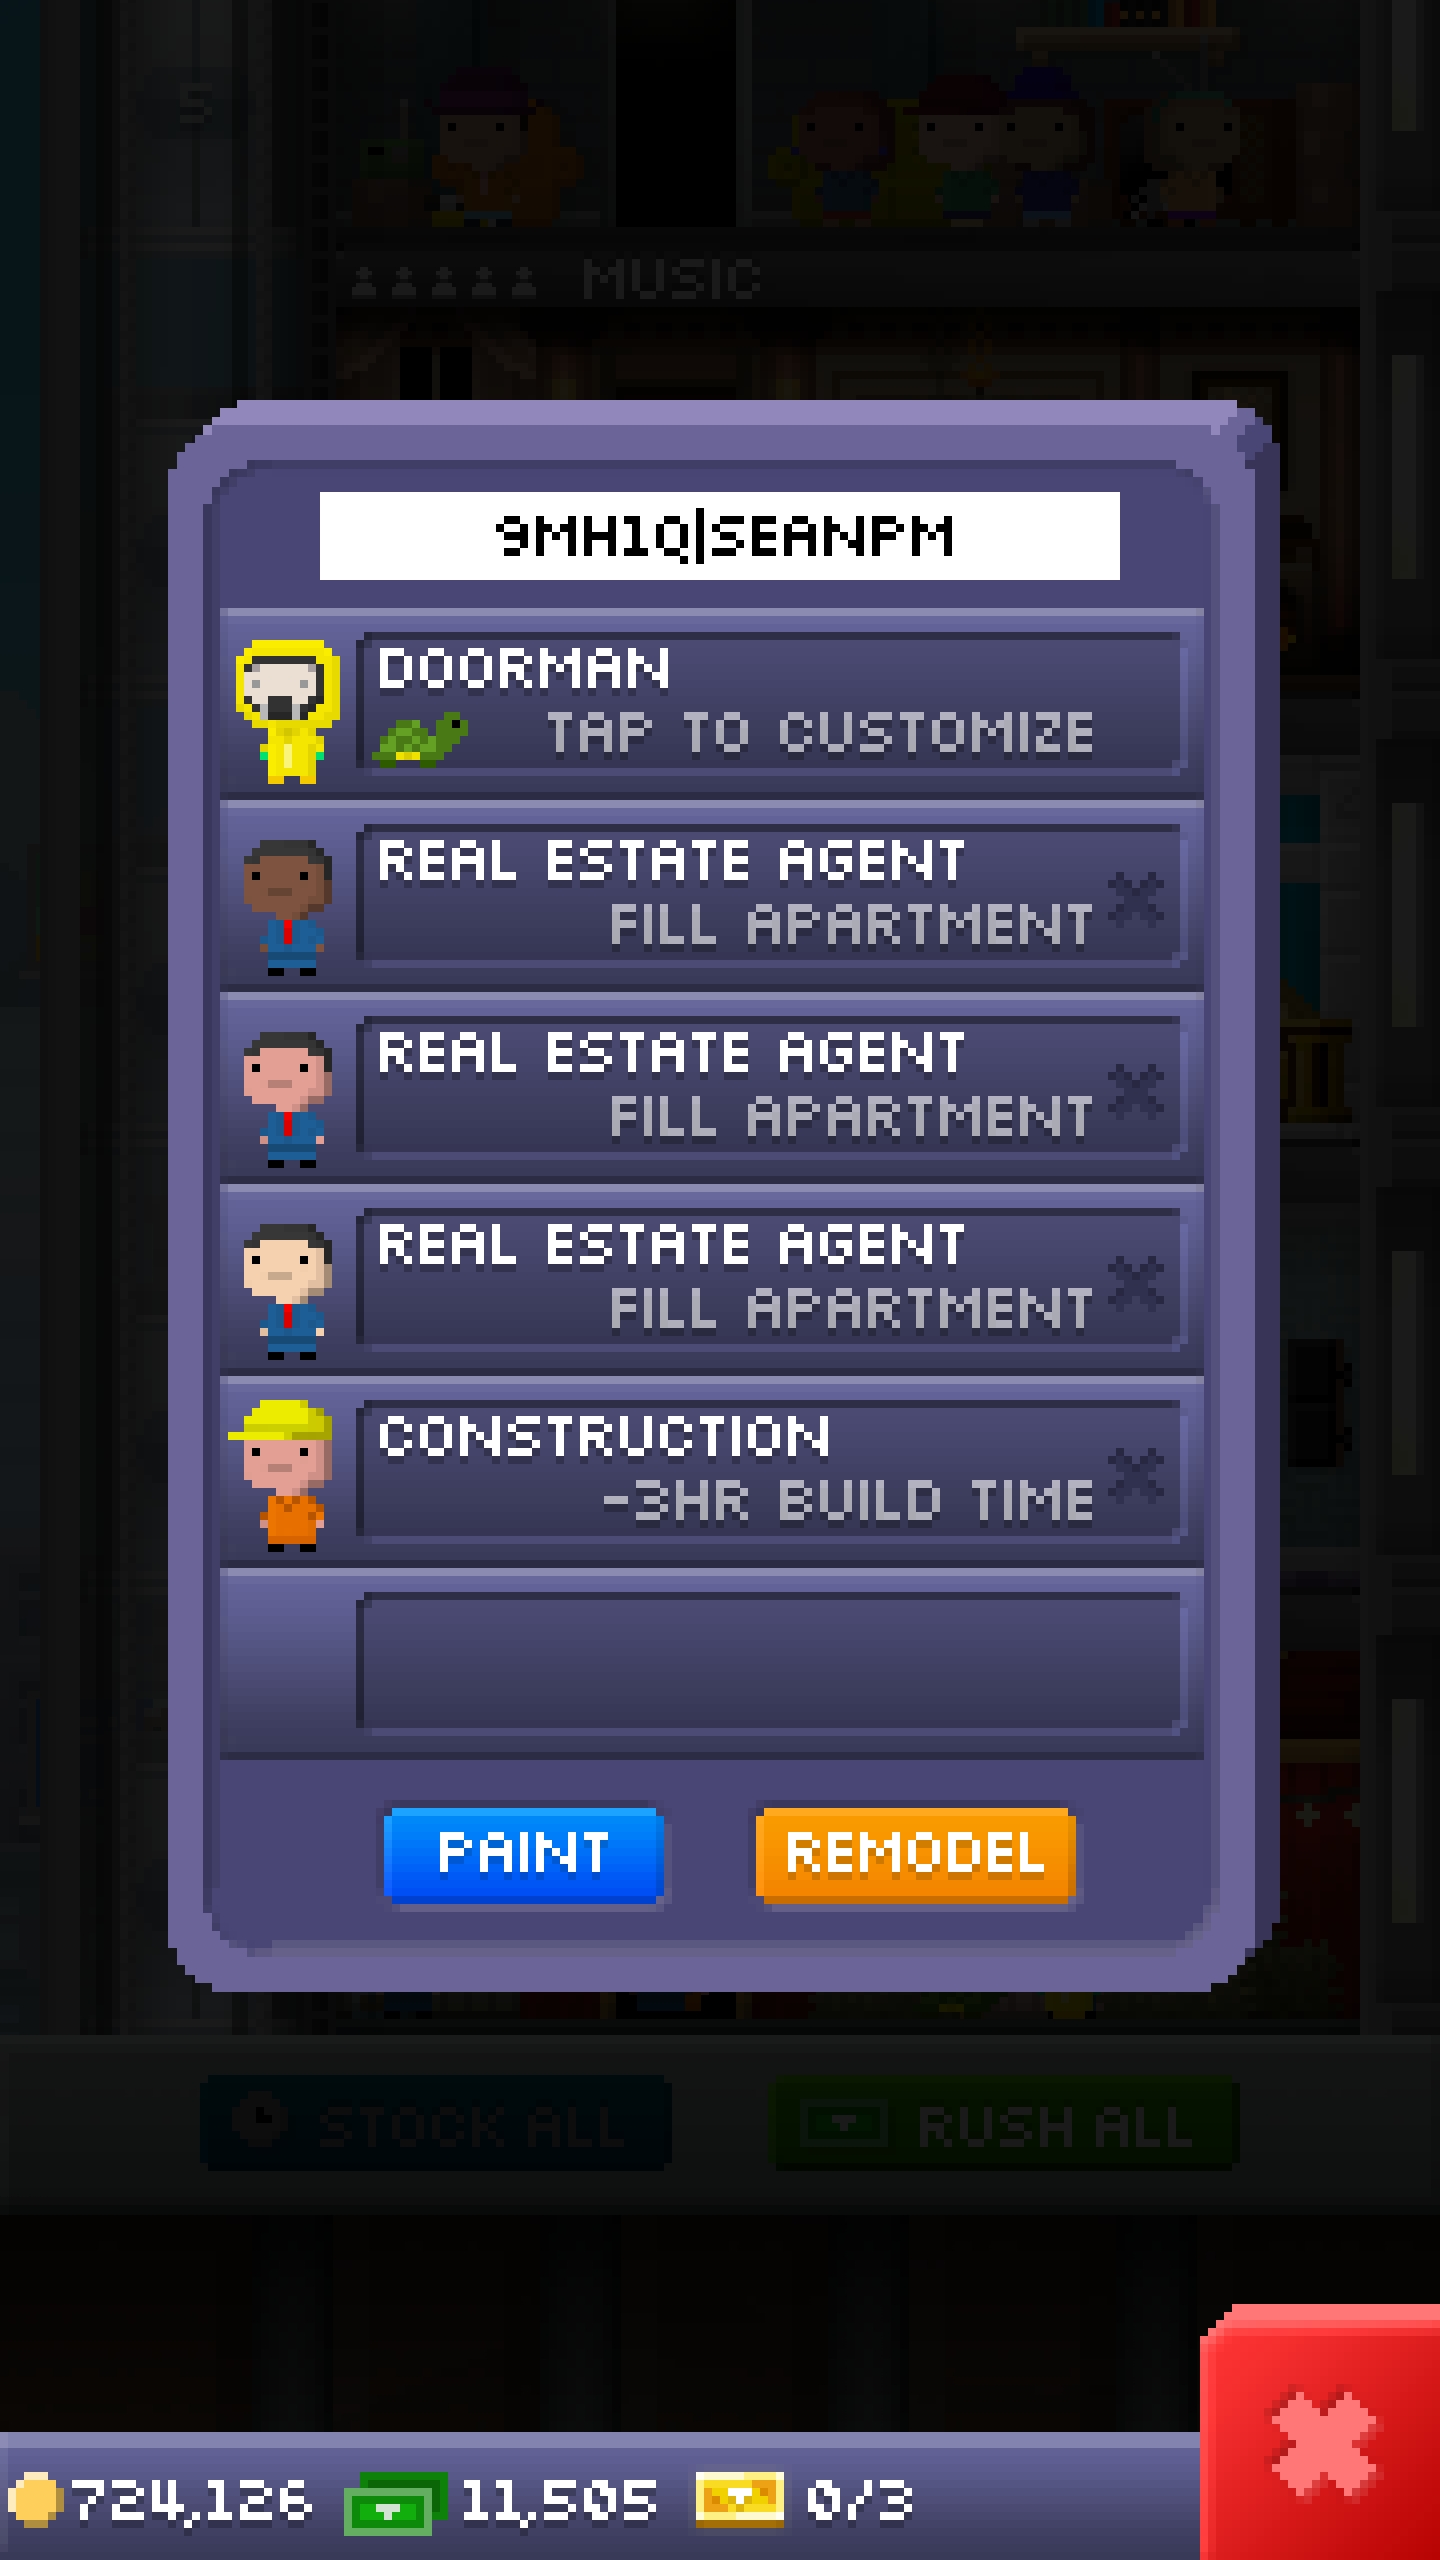 S
MUSIC
9MH1Q|SEANPM
DOORMAN
TAP TO CUSTOMIZE
REAL ESTATE AGENT
FILL APARTMENT
REAL ESTATE AGENT
FILL APARTMENT
REAL ESTATE AGENT
FILL APARTMENT
CONSTRUCTION
-3HR BUILD TIME
PAINT REMODEL
STOCK ALL RUSH ALL
724,126 11,505 0/3